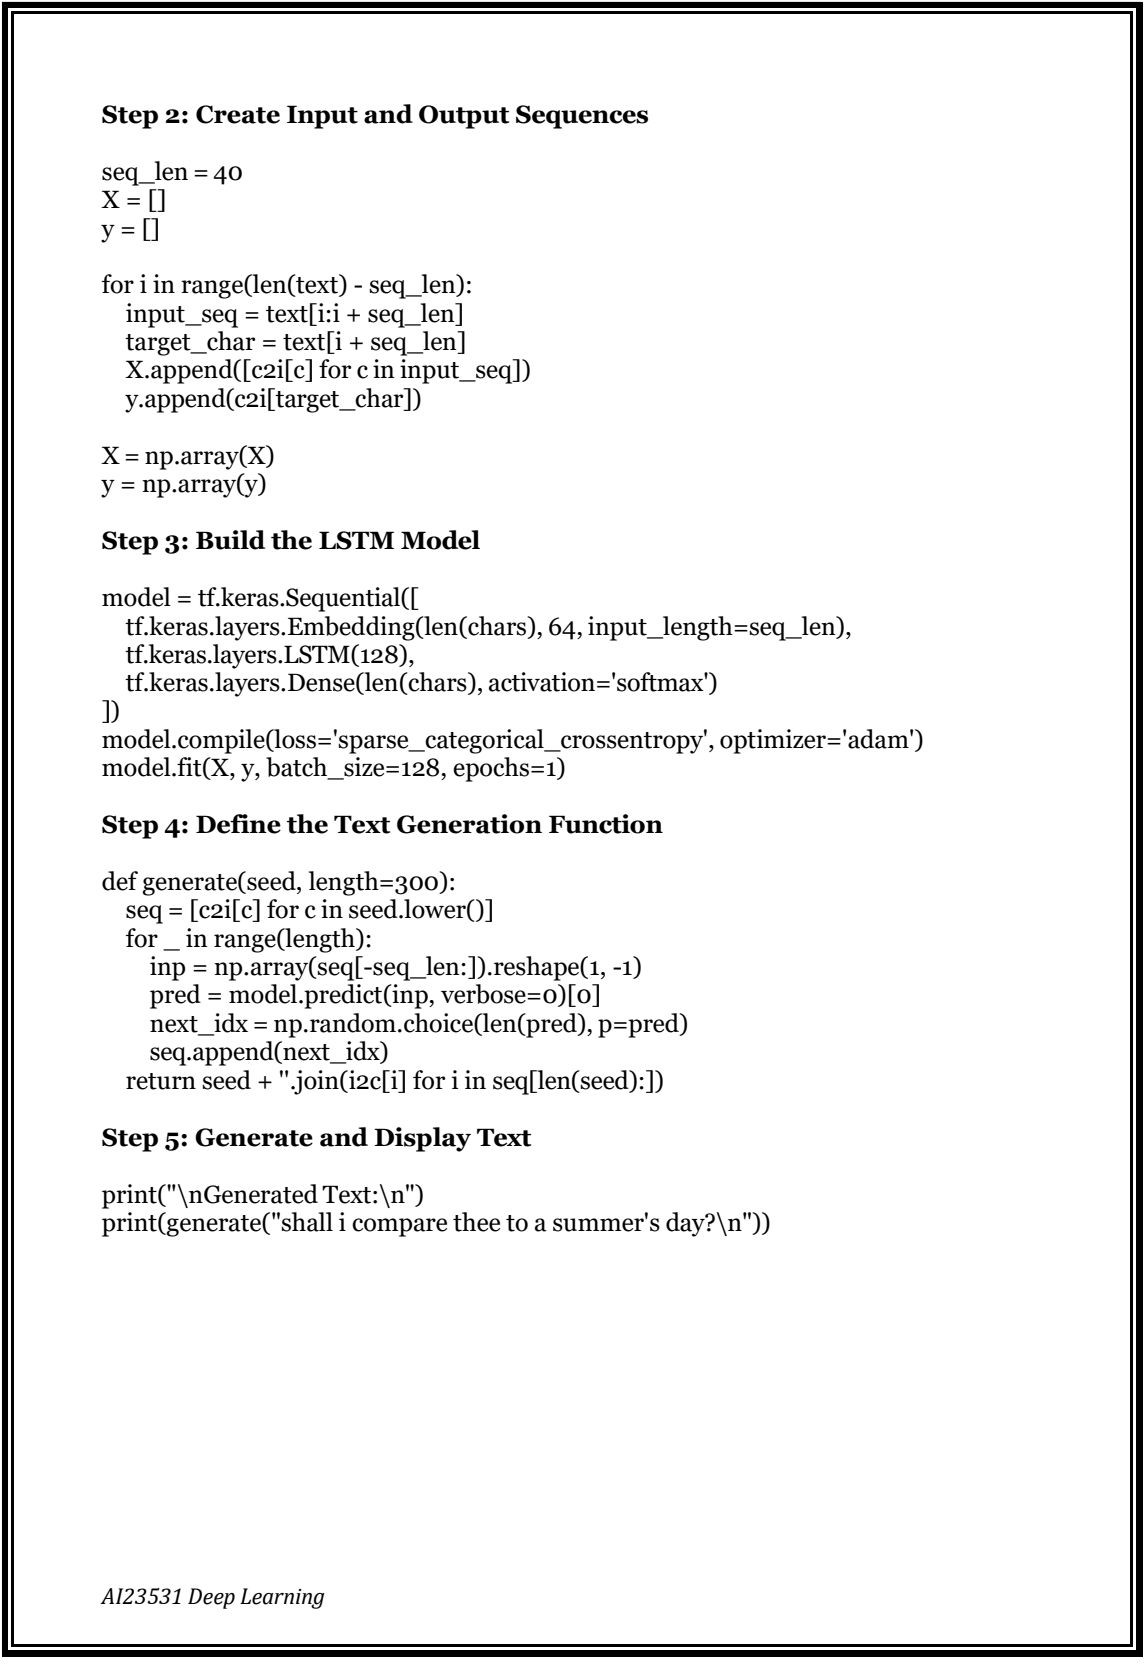 Step 2: Create Input and Output Sequences
seq_len = 40
X = []
y = []
for i in range(len(text) - seq_len):
input_seq = text[i:i + seq_len]
target_char = text[i + seq_len]
X.append([c2i[c] for c in input_seq])
y.append(c2i[target_char])
X = np.array(X)
y = np.array(y)
Step 3: Build the LSTM Model
model = tf.keras.Sequential([
tf.keras.layers.Embedding(len(chars), 64, input_length=seq_len),
tf.keras.layers.LSTM(128),
tf.keras.layers.Dense(len(chars), activation='softmax')
])
model.compile(loss='sparse_categorical_crossentropy', optimizer='adam')
model.fit(X, y, batch_size=128, epochs=1)
Step 4: Define the Text Generation Function
def generate(seed, length=300):
seq = [c2i[c] for c in seed.lower()]
for _ in range(length):
inp = np.array(seq[-seq_len:]).reshape(1, -1)
pred = model.predict(inp, verbose=0)[0]
next_idx = np.random.choice(len(pred), p=pred)
seq.append(next_idx)
return seed + ''.join(i2c[i] for i in seq[len(seed):])
Step 5: Generate and Display Text
print("\nGenerated Text:\n")
print(generate("shall i compare thee to a summer's day?\n"))
AI23531 Deep Learning